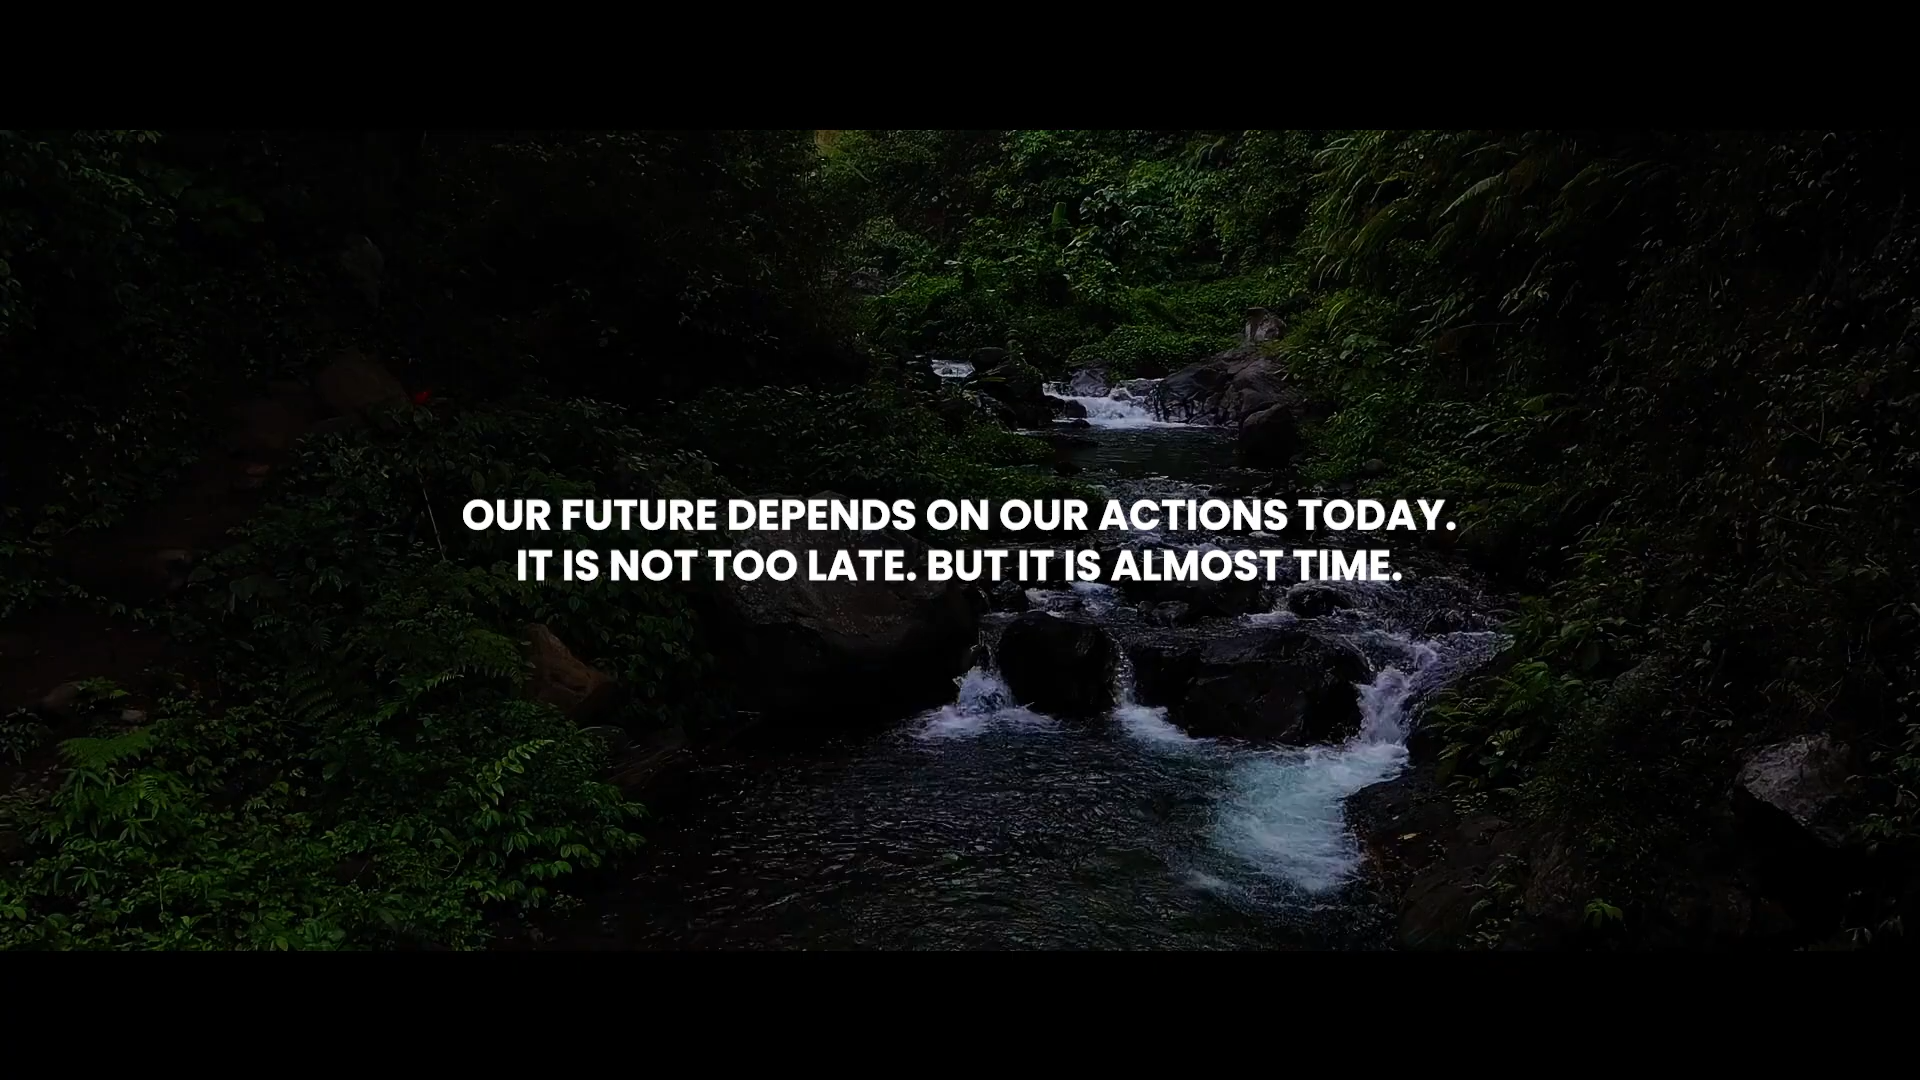 OUR FUTURE DEPENDS ON OUR ACTIONS TODAY.
IT IS NOT TOO LATE. BUT IT IS ALMOST TIME.